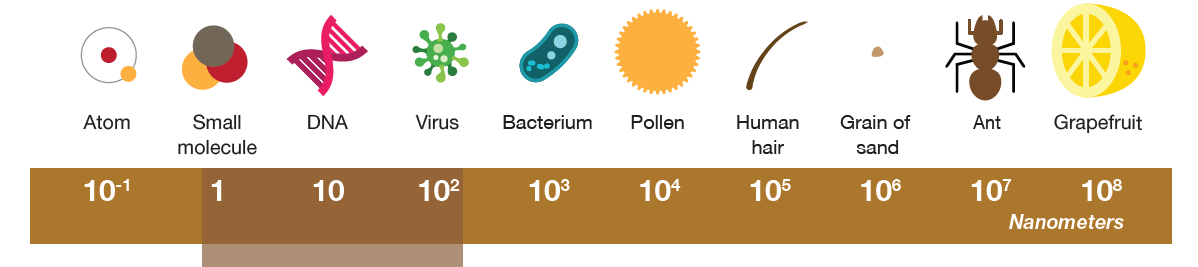 Atom
Small
molecule
DNA
Virus
Bacterium
Pollen
Human
hair
Grain of
sand
Ant
Grapefruit
10⁻¹ 1 10 10² 10³ 10⁴ 10⁵ 10⁶ 10⁷ 10⁸
Nanometers